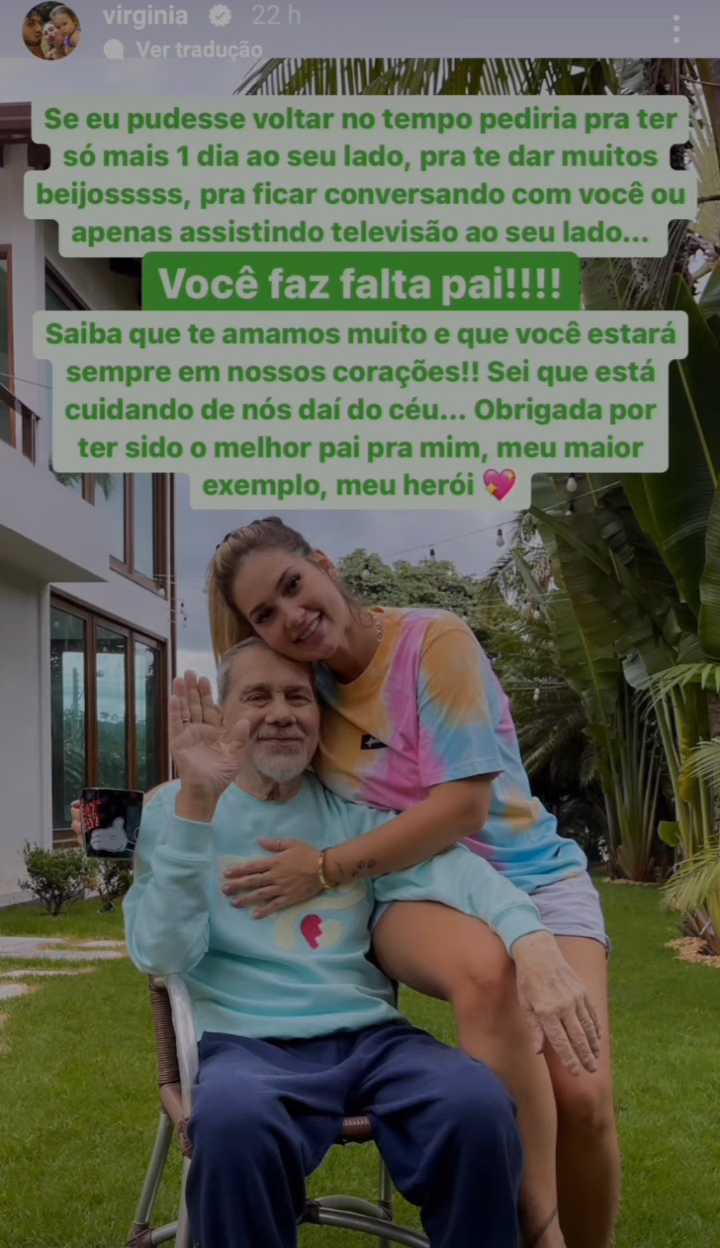 virginia 22 h
Ver tradução
Se eu pudesse voltar no tempo pediria pra ter
só mais 1 dia ao seu lado, pra te dar muitos
beijosssss, pra ficar conversando com você ou
apenas assistindo televisão ao seu lado...
Você faz falta pai!!!!
Saiba que te amamos muito e que você estará
sempre em nossos corações!! Sei que está
cuidando de nós daí do céu... Obrigada por
ter sido o melhor pai pra mim, meu maior
exemplo, meu herói 💖